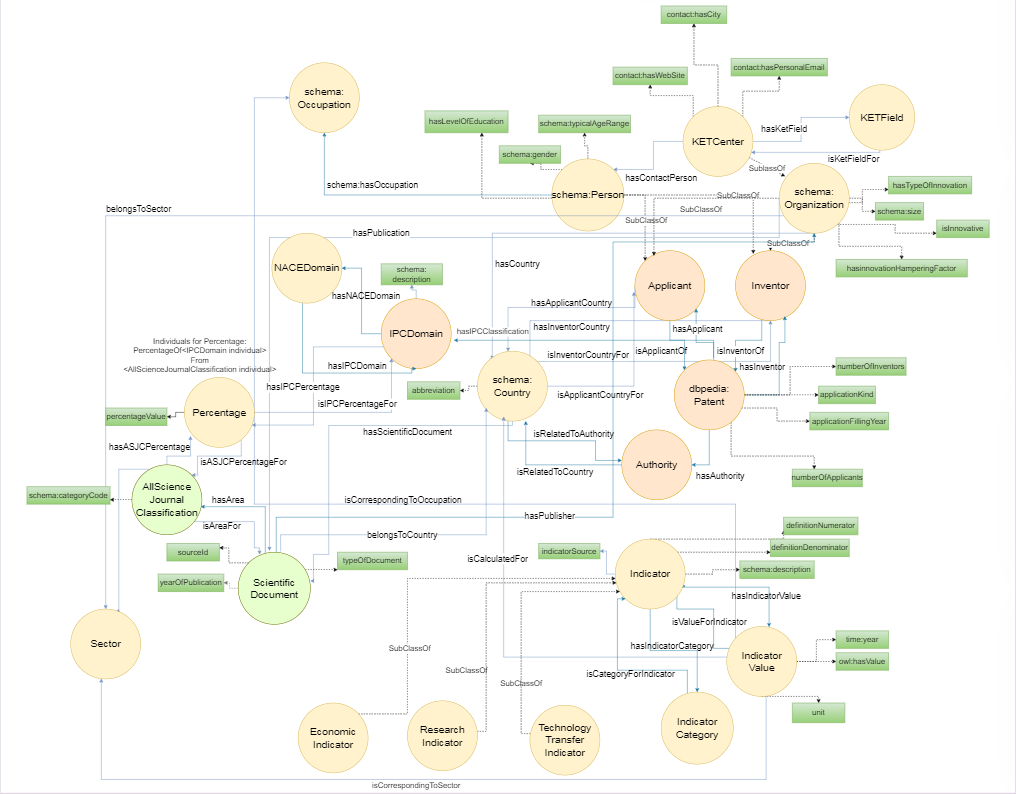 contact:hasCity
contact:hasWebSite
contact:hasPersonalEmail
schema:
Occupation
hasLevelOfEducation
schema:typicalAgeRange
schema:gender
KETCenter
hasKetField
KETField
isKetFieldFor
SublassOf
hasContactPerson
schema:hasOccupation
schema:Person
SubClassOf
SubClassOf
SubClassOf
schema:
Organization
hasTypeOfInnovation
schema:size
isInnovative
hasinnovationHamperingFactor
belongsToSector
hasPublication
SubClassOf
NACEDomain
hasNACEDomain
schema:
description
hasCountry
Applicant
Inventor
hasApplicantCountry
IPCDomain
hasIPCClassification
hasInventorCountry
hasApplicant
Individuals for Percentage:
PercentageOf<IPCDomain individual>
From
<AllScienceJournalClassification individual>
hasIPCDomain
isInventorCountryFor
isApplicantOf
isInventorOf
hasInventor
numberOfInventors
hasIPCPercentage
abbreviation
schema:
Country
isApplicantCountryFor
dbpedia:
Patent
applicationKind
percentageValue
Percentage
isIPCPercentageFor
applicationFillingYear
hasASJCPercentage
hasScientificDocument
isRelatedToAuthority
isASJCPercentageFor
isRelatedToCountry
Authority
hasAuthority
numberOfApplicants
schema:categoryCode
AllScience
Journal
Classification
hasArea
isCorrespondingToOccupation
isAreaFor
hasPublisher
belongsToCountry
definitionNumerator
sourceId
typeOfDocument
isCalculatedFor
indicatorSource
definitionDenominator
yearOfPublication
Scientific
Document
Indicator
schema:description
hasIndicatorValue
isValueForIndicator
Sector
SubClassOf
SubClassOf
SubClassOf
hasIndicatorCategory
isCategoryForIndicator
Indicator
Value
time:year
owl:hasValue
unit
Economic
Indicator
Research
Indicator
Technology
Transfer
Indicator
Indicator
Category
isCorrespondingToSector